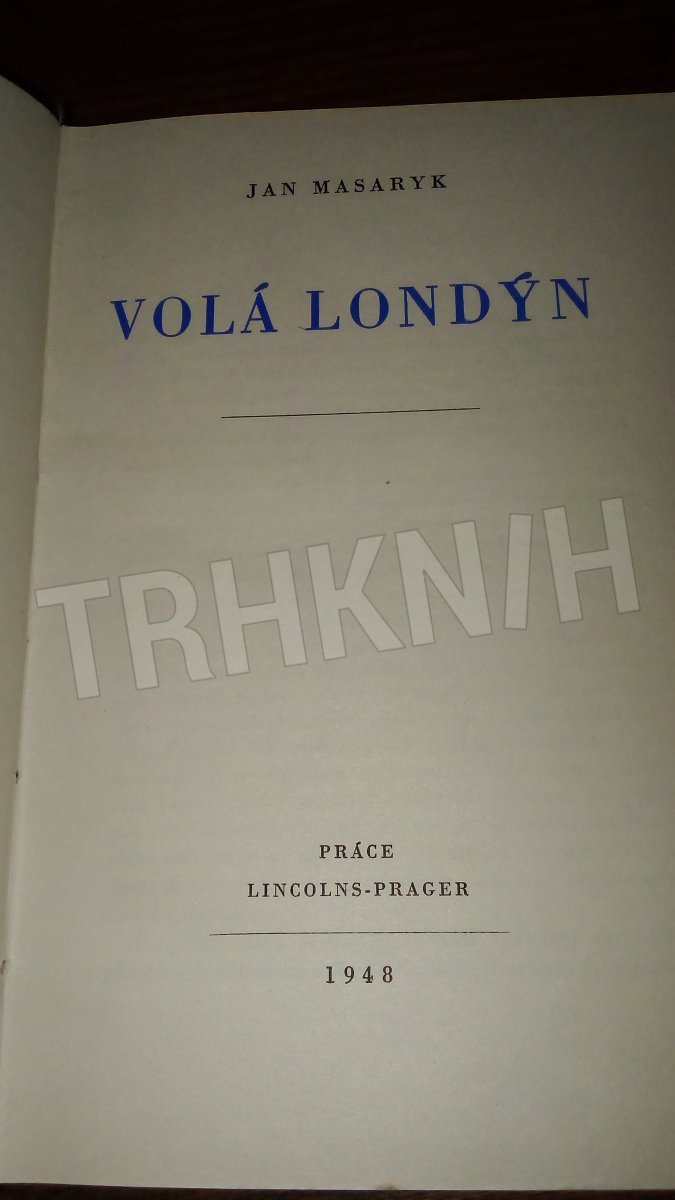 JAN MASARYK
VOLÁ LONDÝN
TRHKNIH
PRÁCE
LINCOLNS-PRAGER
1948